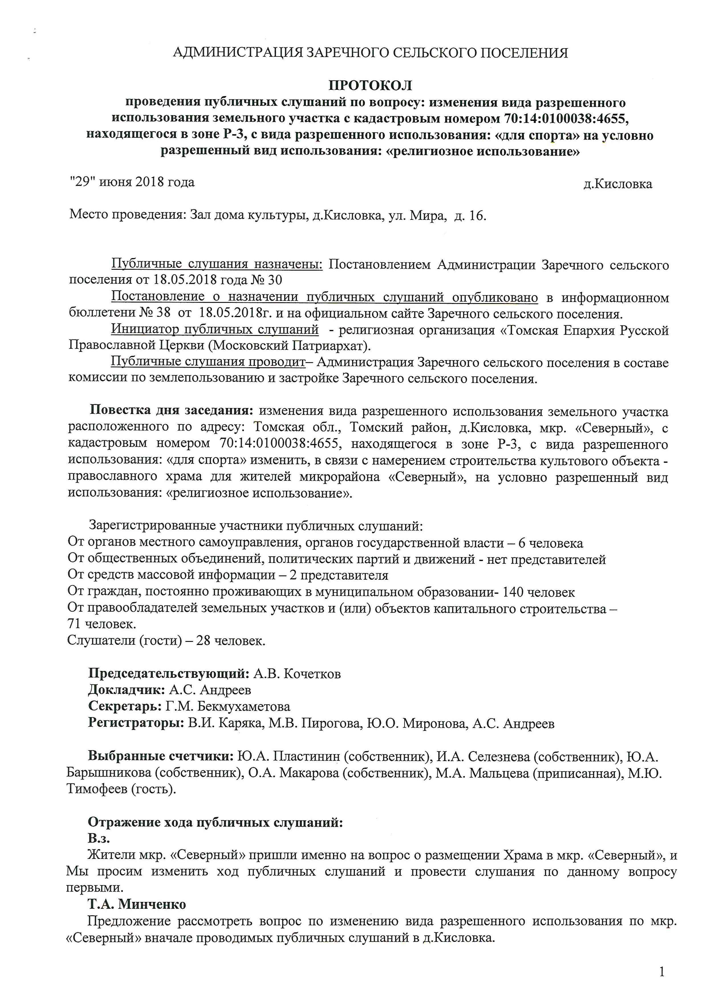 АДМИНИСТРАЦИЯ ЗАРЕЧНОГО СЕЛЬСКОГО ПОСЕЛЕНИЯ
ПРОТОКОЛ
проведения публичных слушаний по вопросу: изменения вида разрешенного
использования земельного участка с кадастровым номером 70:14:0100038:4655,
находящегося в зоне Р-3, с вида разрешенного использования: «для спорта» на условно
разрешенный вид использования: «религиозное использование»
"29" июня 2018 года д.Кисловка
Место проведения: Зал дома культуры, д.Кисловка, ул. Мира, д. 16.
Публичные слушания назначены: Постановлением Администрации Заречного сельского
поселения от 18.05.2018 года № 30
Постановление о назначении публичных слушаний опубликовано в информационном
бюллетени № 38 от 18.05.2018г. и на официальном сайте Заречного сельского поселения.
Инициатор публичных слушаний - религиозная организация «Томская Епархия Русской
Православной Церкви (Московский Патриархат).
Публичные слушания проводит– Администрация Заречного сельского поселения в составе
комиссии по землепользованию и застройке Заречного сельского поселения.
Повестка дня заседания: изменения вида разрешенного использования земельного участка
расположенного по адресу: Томская обл., Томский район, д.Кисловка, мкр. «Северный», с
кадастровым номером 70:14:0100038:4655, находящегося в зоне Р-3, с вида разрешенного
использования: «для спорта» изменить, в связи с намерением строительства культового объекта -
православного храма для жителей микрорайона «Северный», на условно разрешенный вид
использования: «религиозное использование».
Зарегистрированные участники публичных слушаний:
От органов местного самоуправления, органов государственной власти – 6 человека
От общественных объединений, политических партий и движений - нет представителей
От средств массовой информации – 2 представителя
От граждан, постоянно проживающих в муниципальном образовании- 140 человек
От правообладателей земельных участков и (или) объектов капитального строительства –
71 человек.
Слушатели (гости) – 28 человек.
Председательствующий: А.В. Кочетков
Докладчик: А.С. Андреев
Секретарь: Г.М. Бекмухаметова
Регистраторы: В.И. Каряка, М.В. Пирогова, Ю.О. Миронова, А.С. Андреев
Выбранные счетчики: Ю.А. Пластинин (собственник), И.А. Селезнева (собственник), Ю.А.
Барышникова (собственник), О.А. Макарова (собственник), М.А. Мальцева (приписанная), М.Ю.
Тимофеев (гость).
Отражение хода публичных слушаний:
В.з.
Жители мкр. «Северный» пришли именно на вопрос о размещении Храма в мкр. «Северный», и
Мы просим изменить ход публичных слушаний и провести слушания по данному вопросу
первыми.
Т.А. Минченко
Предложение рассмотреть вопрос по изменению вида разрешенного использования по мкр.
«Северный» вначале проводимых публичных слушаний в д.Кисловка.
1